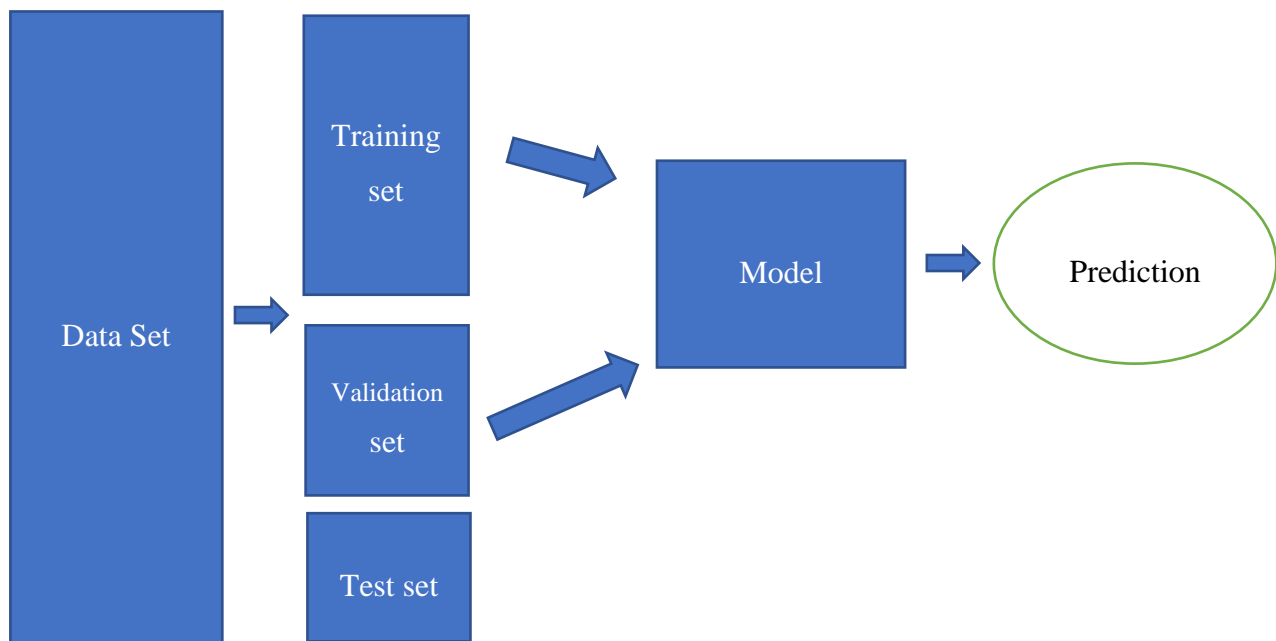 Data Set
Training
set
Validation
set
Test set
Model
Prediction